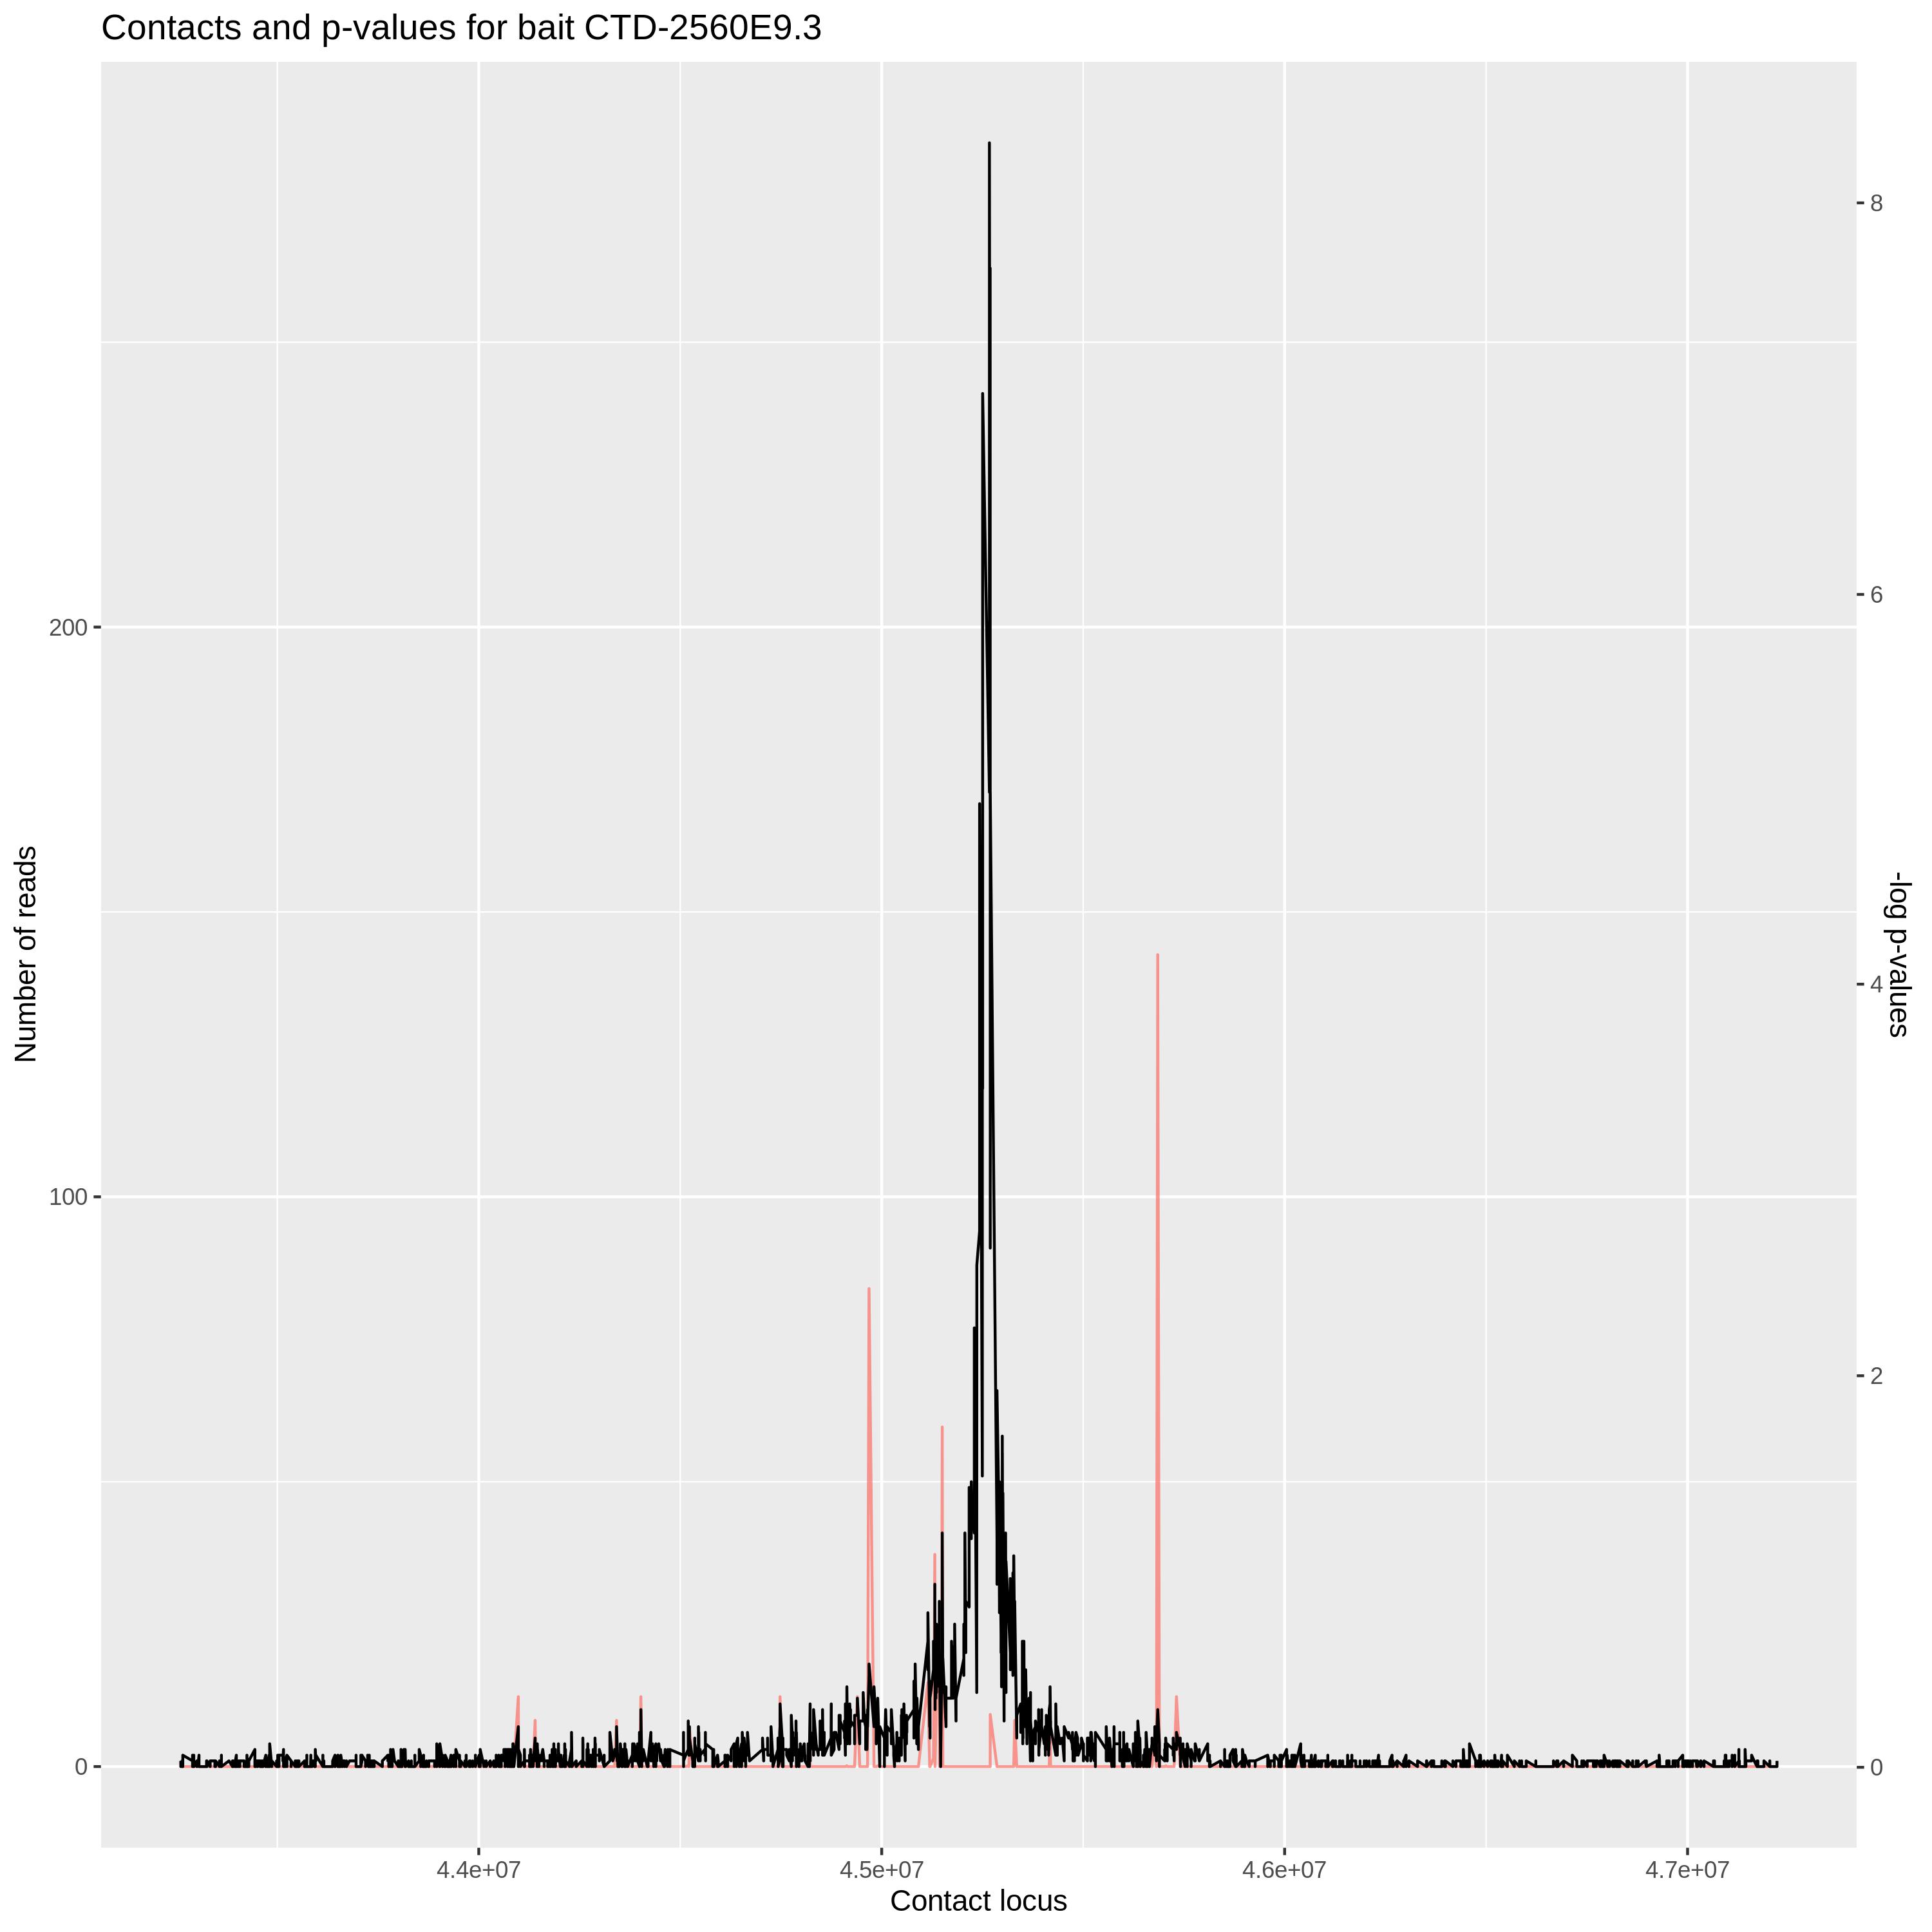 Contacts and p-values for bait CTD-2560E9.3
200
100
0
Number of reads
8
6
4
2
0
-log p-values
4.4e+07
4.5e+07
4.6e+07
4.7e+07
Contact locus